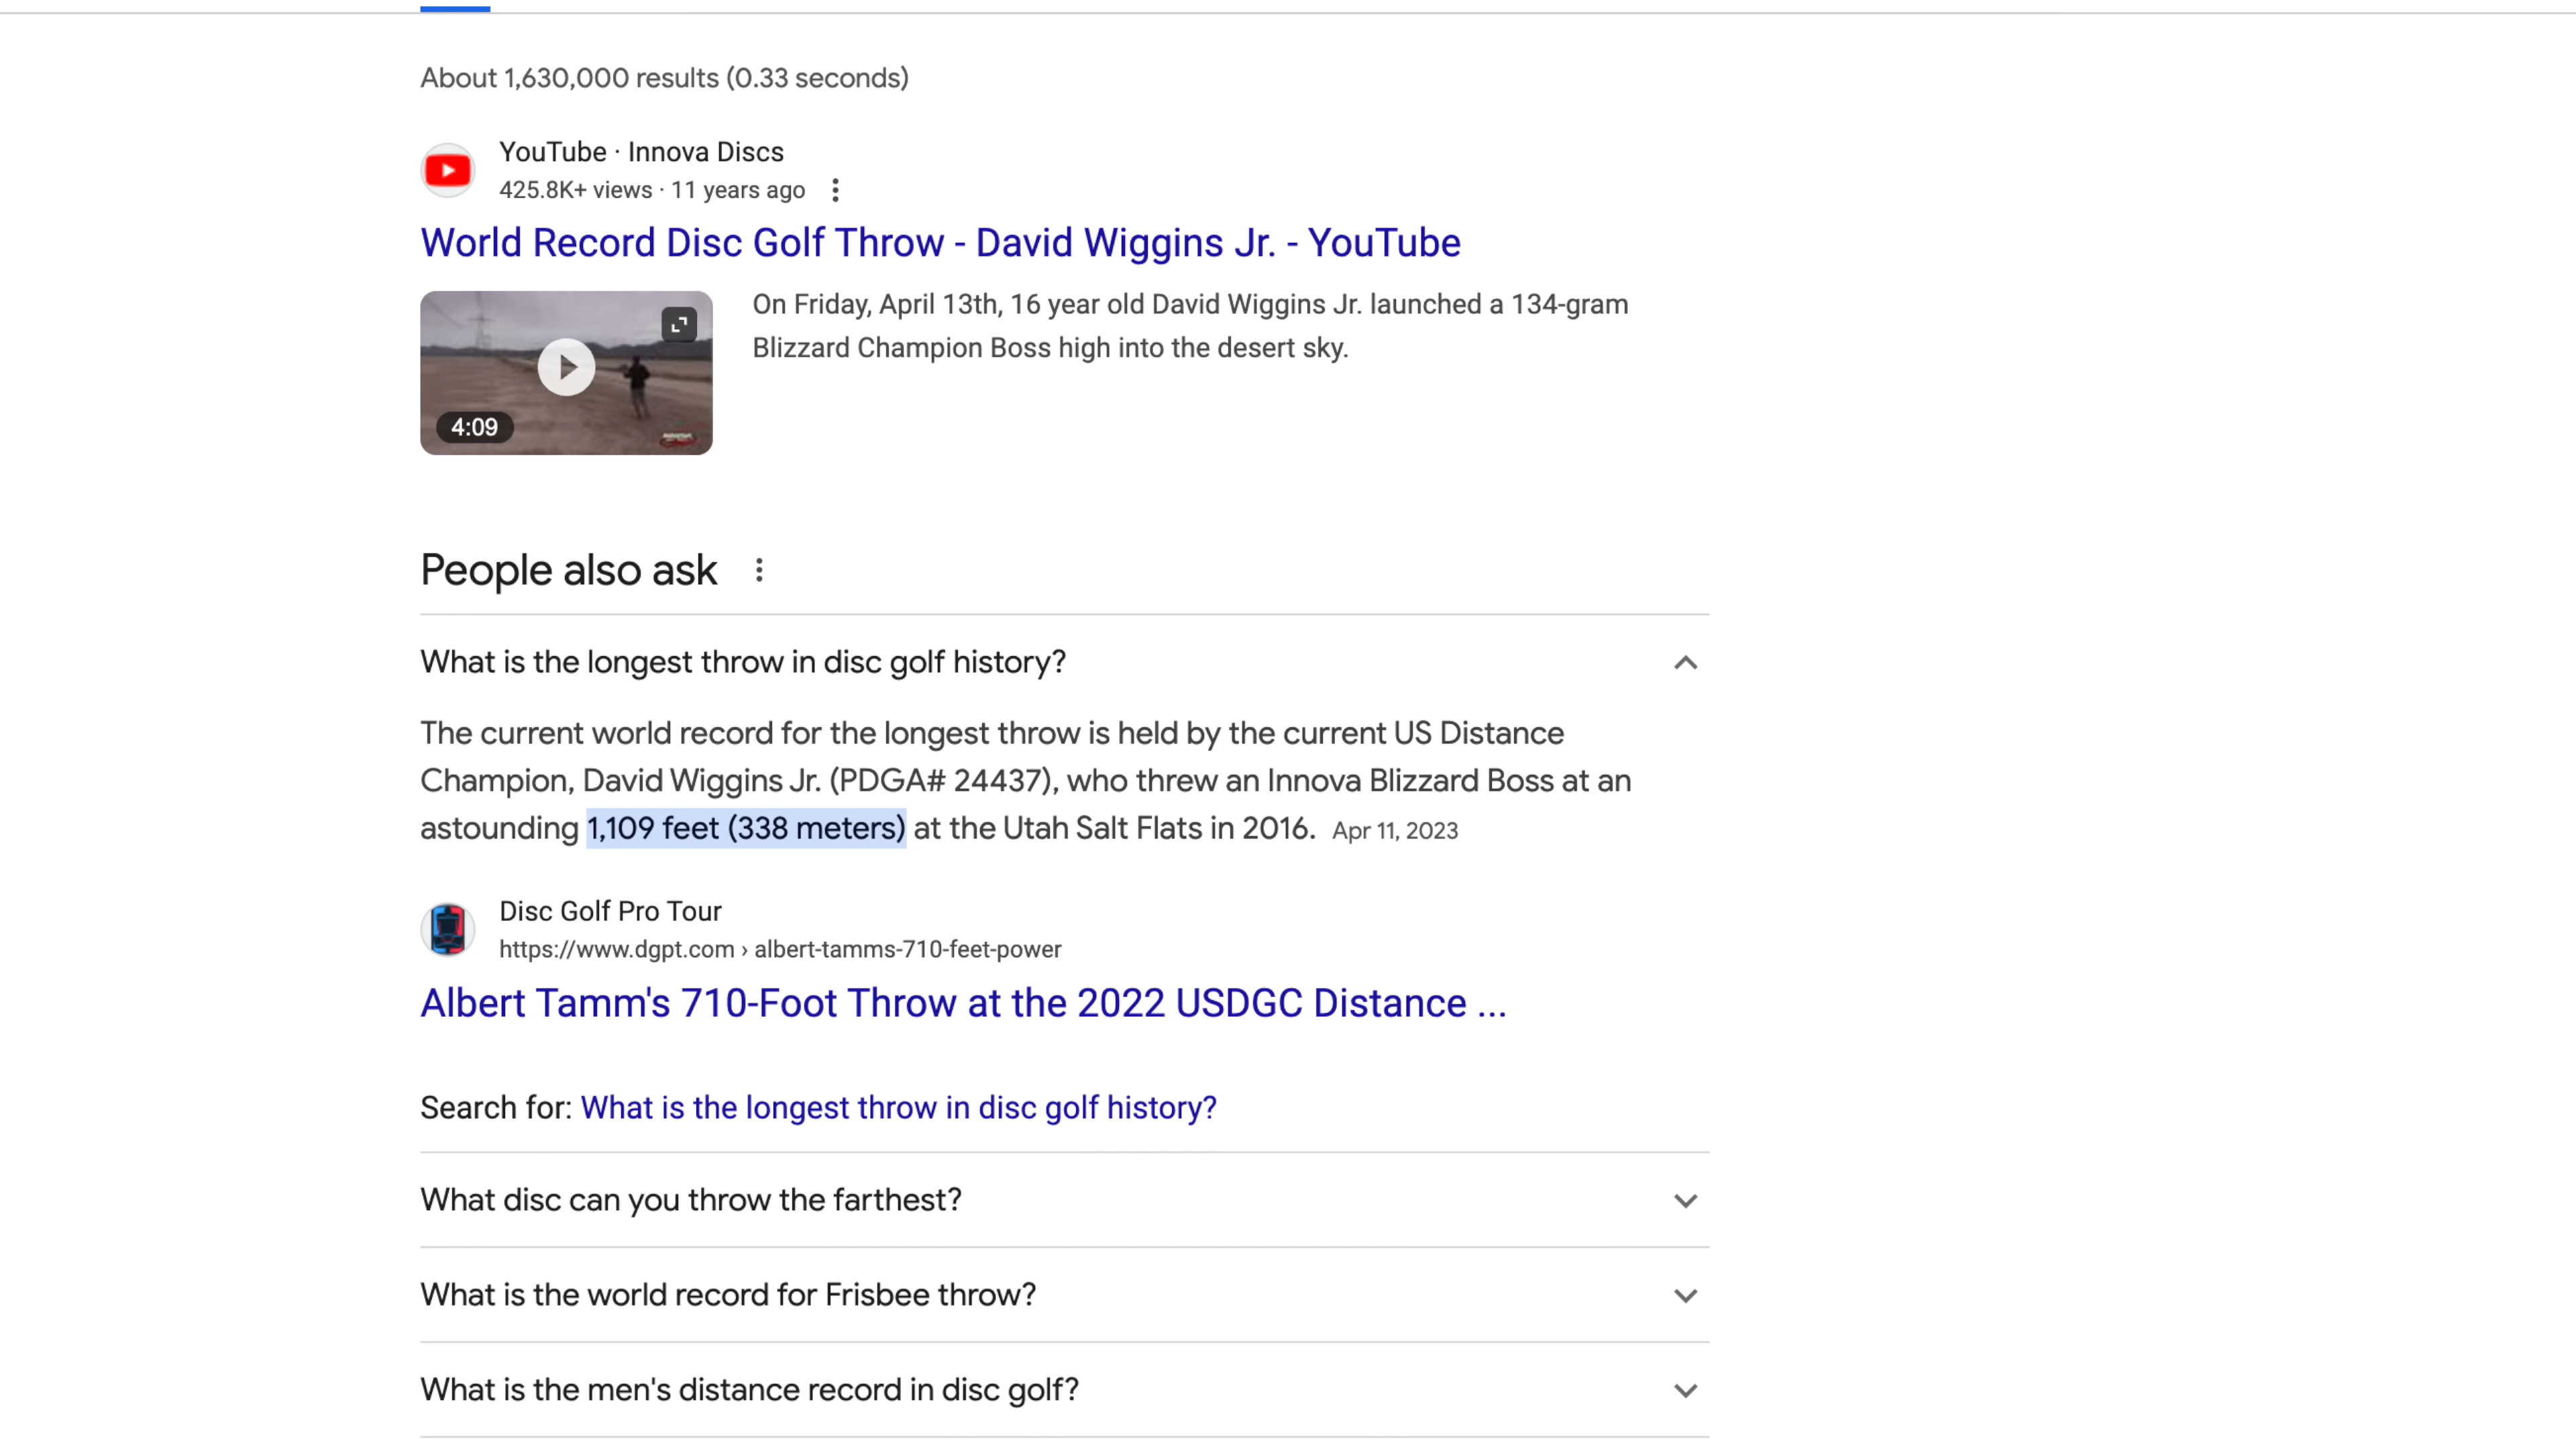 About 1,630,000 results (0.33 seconds)
YouTube · Innova Discs
425.8K+ views · 11 years ago
World Record Disc Golf Throw - David Wiggins Jr. - YouTube
On Friday, April 13th, 16 year old David Wiggins Jr. launched a 134-gram
Blizzard Champion Boss high into the desert sky.
4:09
People also ask
What is the longest throw in disc golf history?
The current world record for the longest throw is held by the current US Distance
Champion, David Wiggins Jr. (PDGA# 24437), who threw an Innova Blizzard Boss at an
astounding 1,109 feet (338 meters) at the Utah Salt Flats in 2016. Apr 11, 2023
Disc Golf Pro Tour
https://www.dgpt.com › albert-tamms-710-feet-power
Albert Tamm's 710-Foot Throw at the 2022 USDGC Distance ...
Search for: What is the longest throw in disc golf history?
What disc can you throw the farthest?
What is the world record for Frisbee throw?
What is the men's distance record in disc golf?